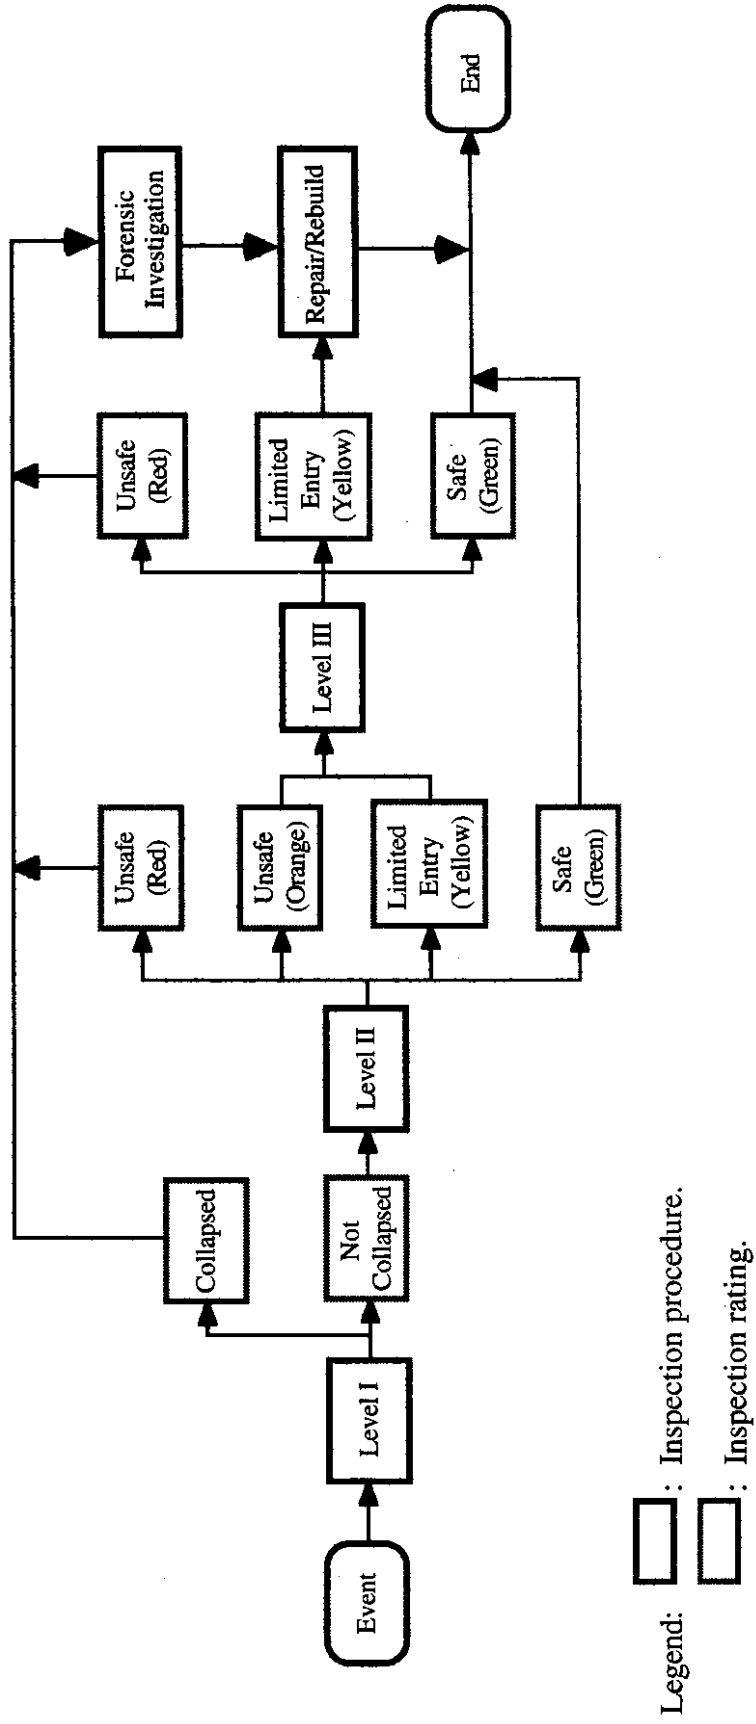 Event
Level I
Collapsed
Not
Collapsed
Level II
Unsafe
(Red)
Unsafe
(Orange)
Limited
Entry
(Yellow)
Safe
(Green)
Level III
Unsafe
(Red)
Limited
Entry
(Yellow)
Safe
(Green)
Forensic
Investigation
Repair/Rebuild
End
Legend:
: Inspection procedure.
: Inspection rating.